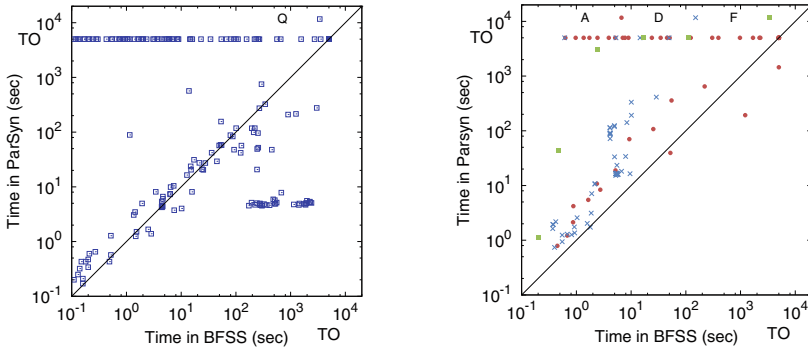 Q
10^4
TO
10^3
10^2
10^1
10^0
10^-1
Time in ParSyn (sec)
10^-1 10^0 10^1 10^2 10^3 10^4
Time in BFSS (sec) TO
A D F
10^4
TO
10^3
10^2
10^1
10^0
10^-1
Time in Parsyn (sec)
10^-1 10^0 10^1 10^2 10^3 10^4
Time in BFSS (sec) TO